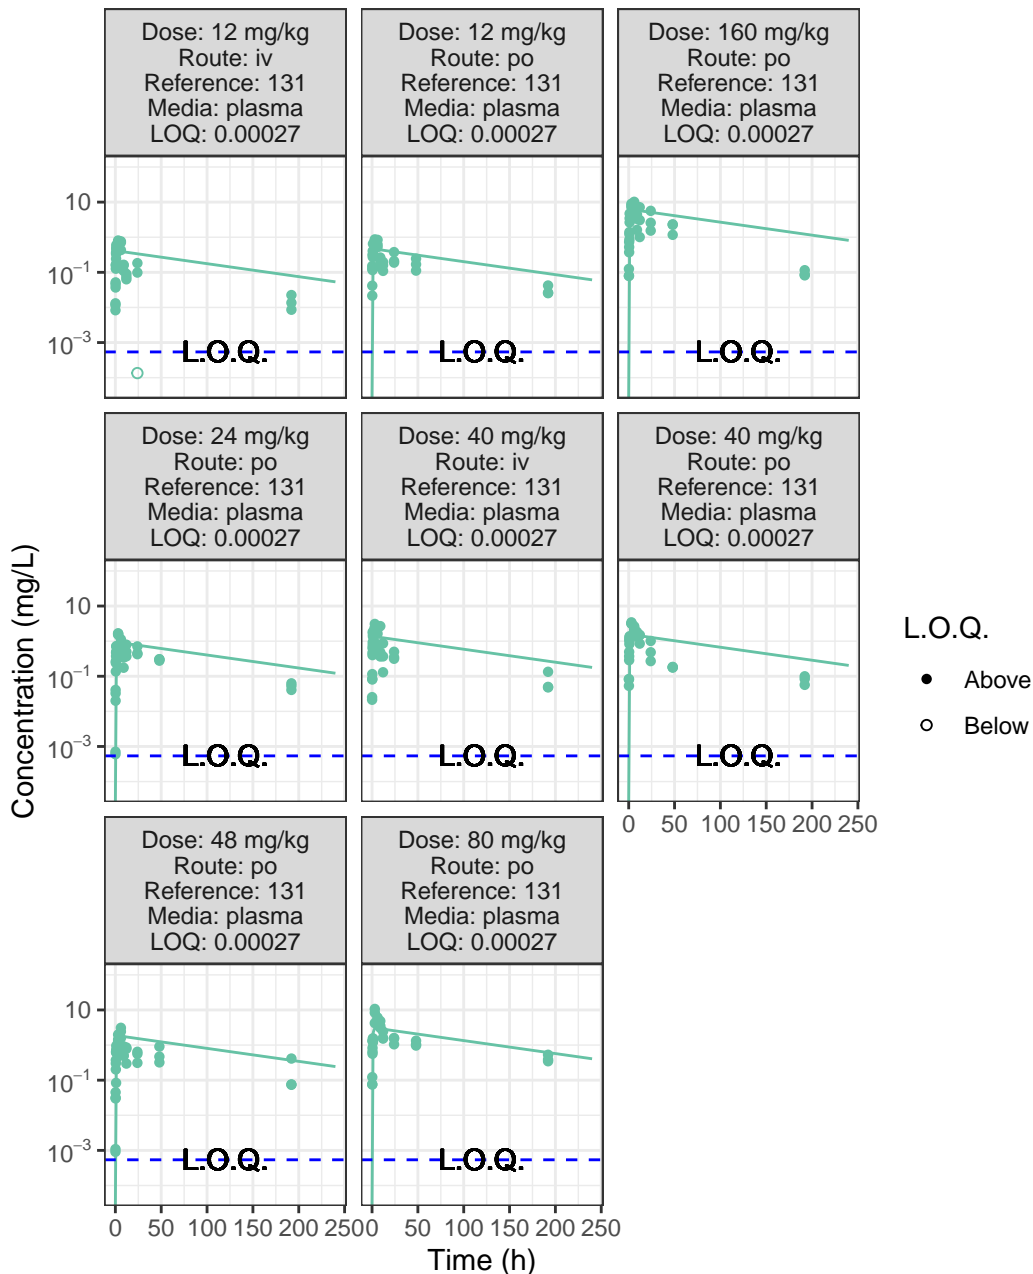 Dose: 12 mg/kg
Route: iv
Reference: 131
Media: plasma
LOQ: 0.00027
Dose: 12 mg/kg
Route: po
Reference: 131
Media: plasma
LOQ: 0.00027
Dose: 160 mg/kg
Route: po
Reference: 131
Media: plasma
LOQ: 0.00027
10
10⁻¹
10⁻³
L.O.Q.
L.O.Q.
L.O.Q.
Dose: 24 mg/kg
Route: po
Reference: 131
Media: plasma
LOQ: 0.00027
Dose: 40 mg/kg
Route: iv
Reference: 131
Media: plasma
LOQ: 0.00027
Dose: 40 mg/kg
Route: po
Reference: 131
Media: plasma
LOQ: 0.00027
Concentration (mg/L)
10
10⁻¹
10⁻³
L.O.Q.
L.O.Q.
L.O.Q.
0 50 100 150 200 250
L.O.Q.
Above
Below
Dose: 48 mg/kg
Route: po
Reference: 131
Media: plasma
LOQ: 0.00027
Dose: 80 mg/kg
Route: po
Reference: 131
Media: plasma
LOQ: 0.00027
10
10⁻¹
10⁻³
L.O.Q.
L.O.Q.
0 50 100 150 200 250
0 50 100 150 200 250
Time (h)